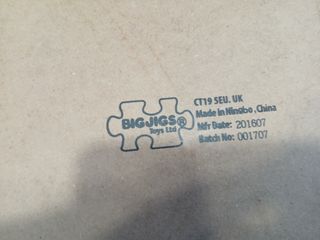 BIGJIGS®
Toys Ltd
CT19 5EU. UK
Made in Ningbo, China
Mfr Date: 201607
Batch No: 001707